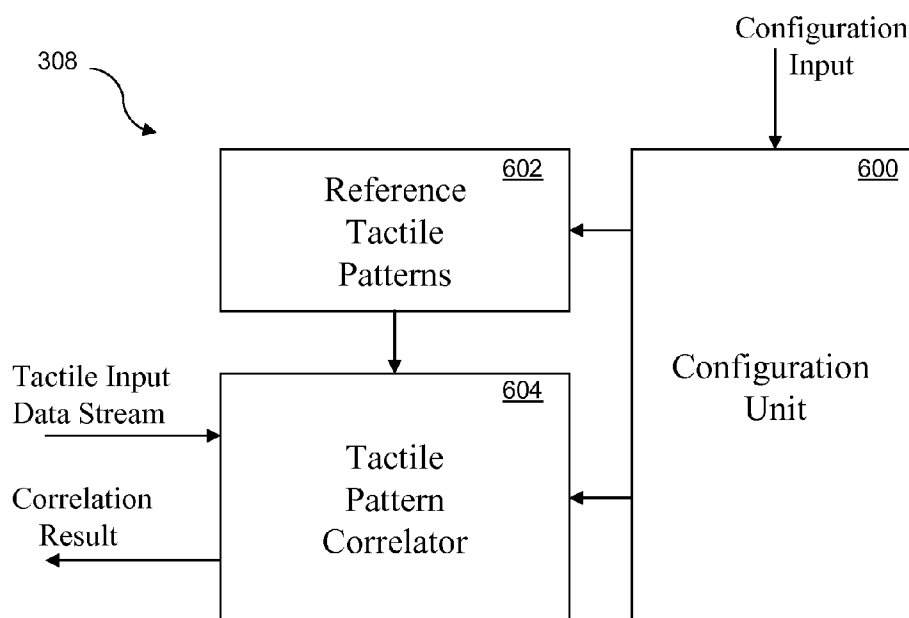 308
Configuration
Input
602
Reference
Tactile
Patterns
600
Configuration
Unit
Tactile Input
Data Stream
604
Tactile
Pattern
Correlator
Correlation
Result